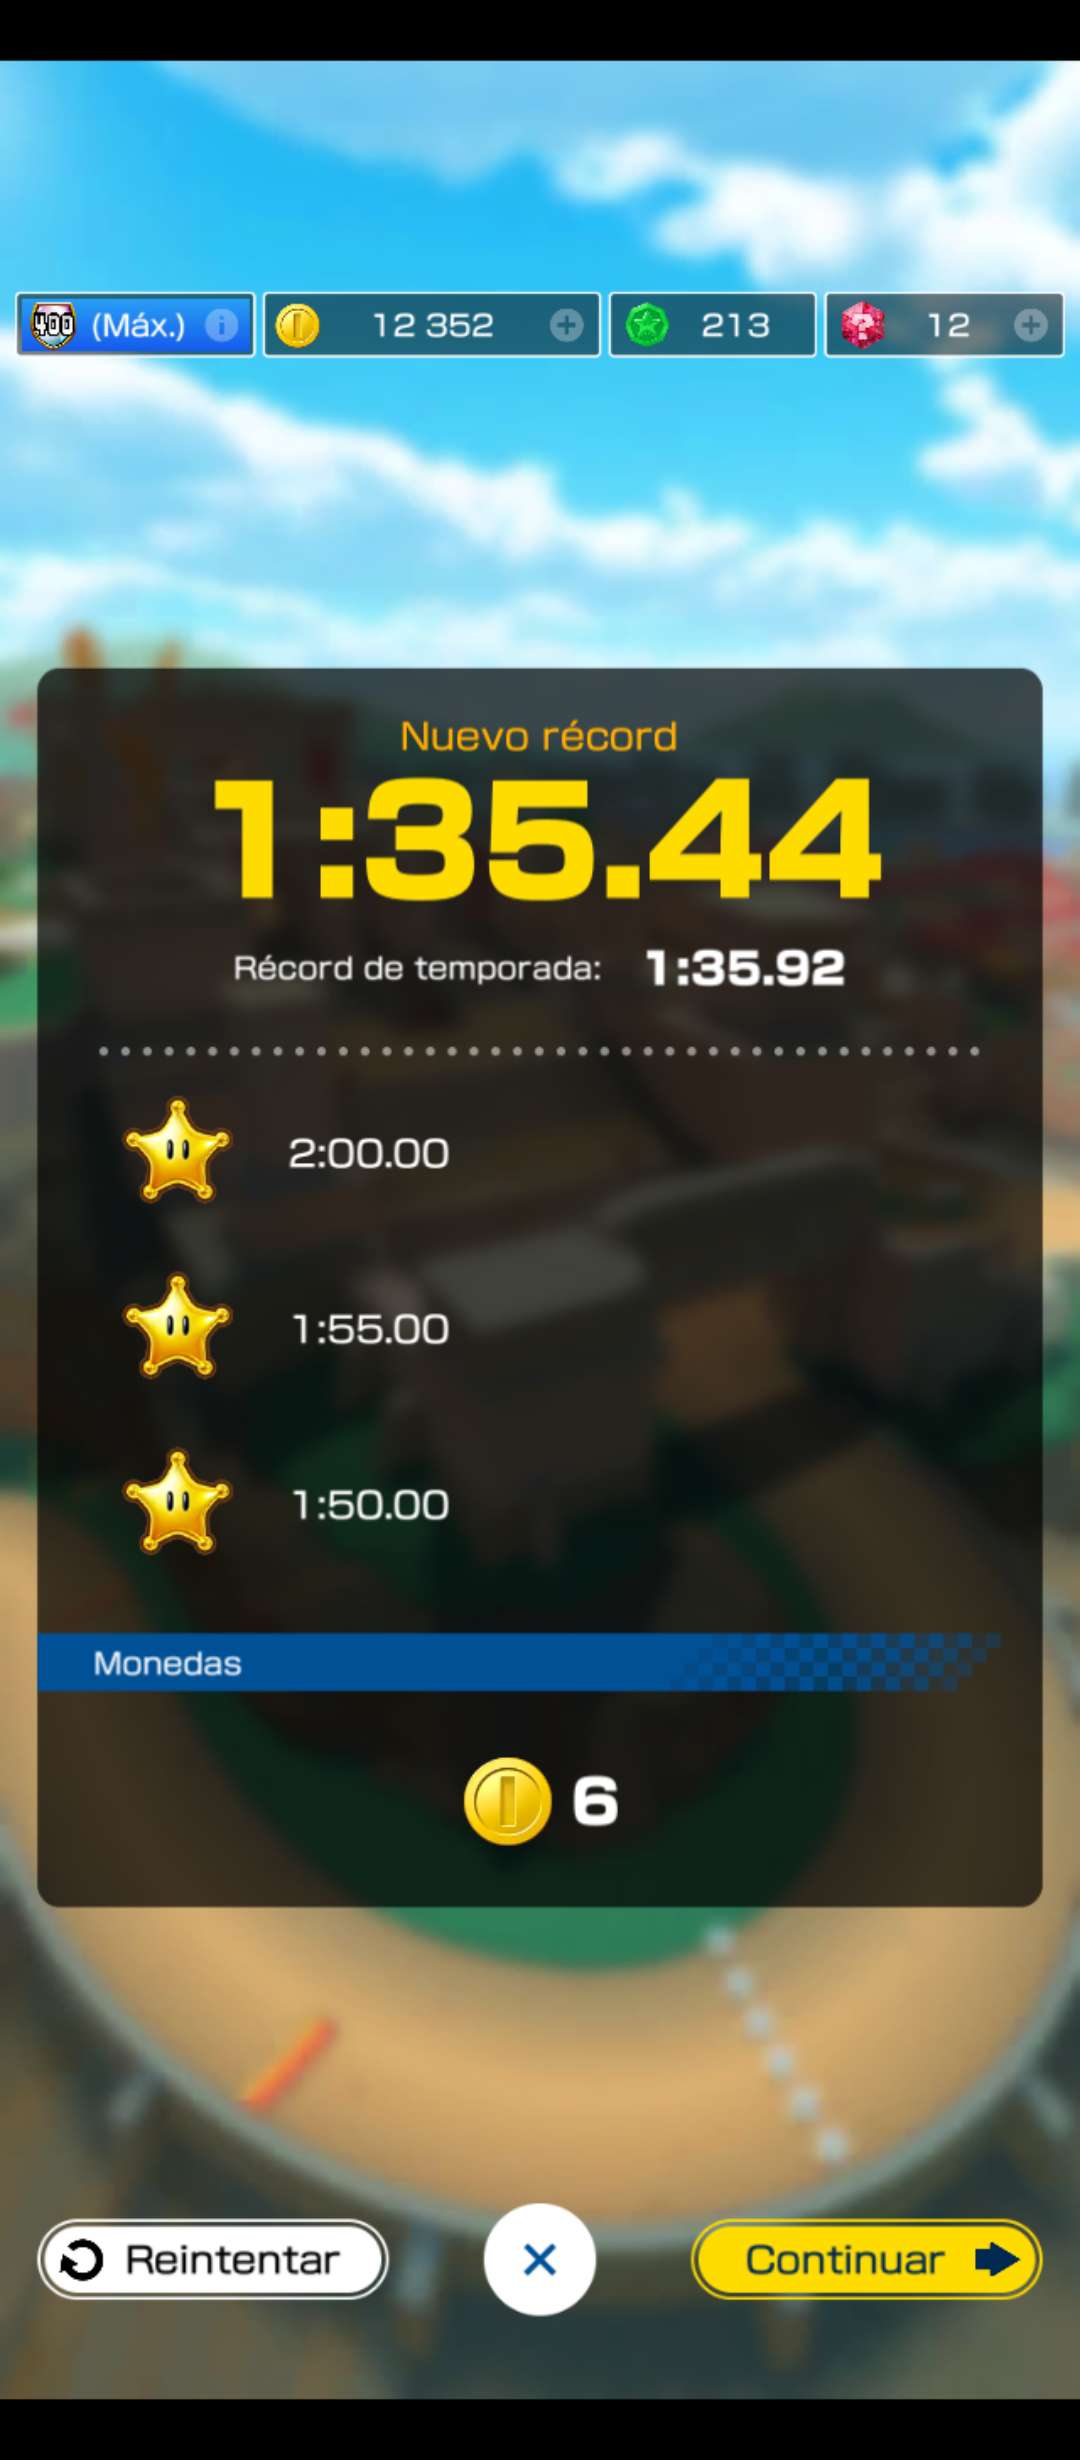 400 (Máx.) i 12 352 + 213 ? 12 +
Nuevo récord
1:35.44
Récord de temporada: 1:35.92
2:00.00
1:55.00
1:50.00
Monedas
6
Reintentar × Continuar